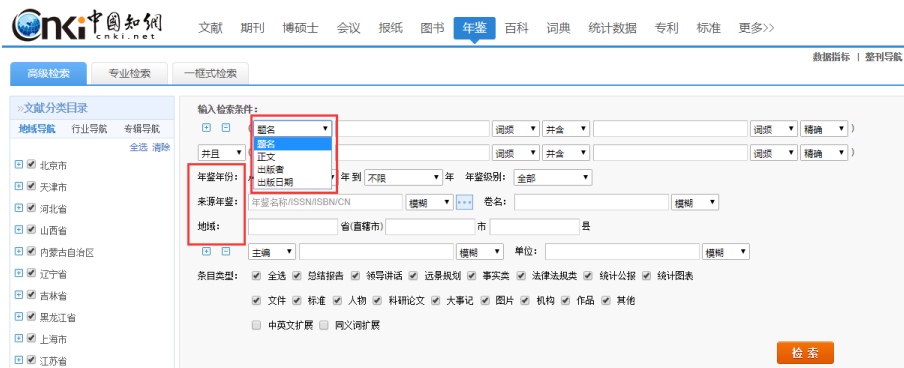 Cnki中国知網
cnki.net
文献 期刊 博硕士 会议 报纸 图书 年鉴 百科 词典 统计数据 专利 标准 更多>>
数据指标 | 整刊导航
高级检索 专业检索 一框式检索
»文献分类目录
地域导航 行业导航 专辑导航
全选 清除
北京市
天津市
河北省
山西省
内蒙古自治区
辽宁省
吉林省
黑龙江省
上海市
江苏省
输入检索条件:
( 题名 词频 并含 词频 精确 )
题名
正文
出版者
出版日期
并且 ( 词频 并含 词频 精确 )
年鉴年份: 年 到 不限 年 年鉴级别: 全部
来源年鉴: 年鉴名称/ISSN/ISBN/CN 模糊 ... 卷名: 模糊
地域: 省(直辖市) 市 县
主编 模糊 单位: 模糊
条目类型: 全选 总结报告 领导讲话 远景规划 事实类 法律法规类 统计公报 统计图表
文件 标准 人物 科研论文 大事记 图片 机构 作品 其他
中英文扩展 同义词扩展
检索